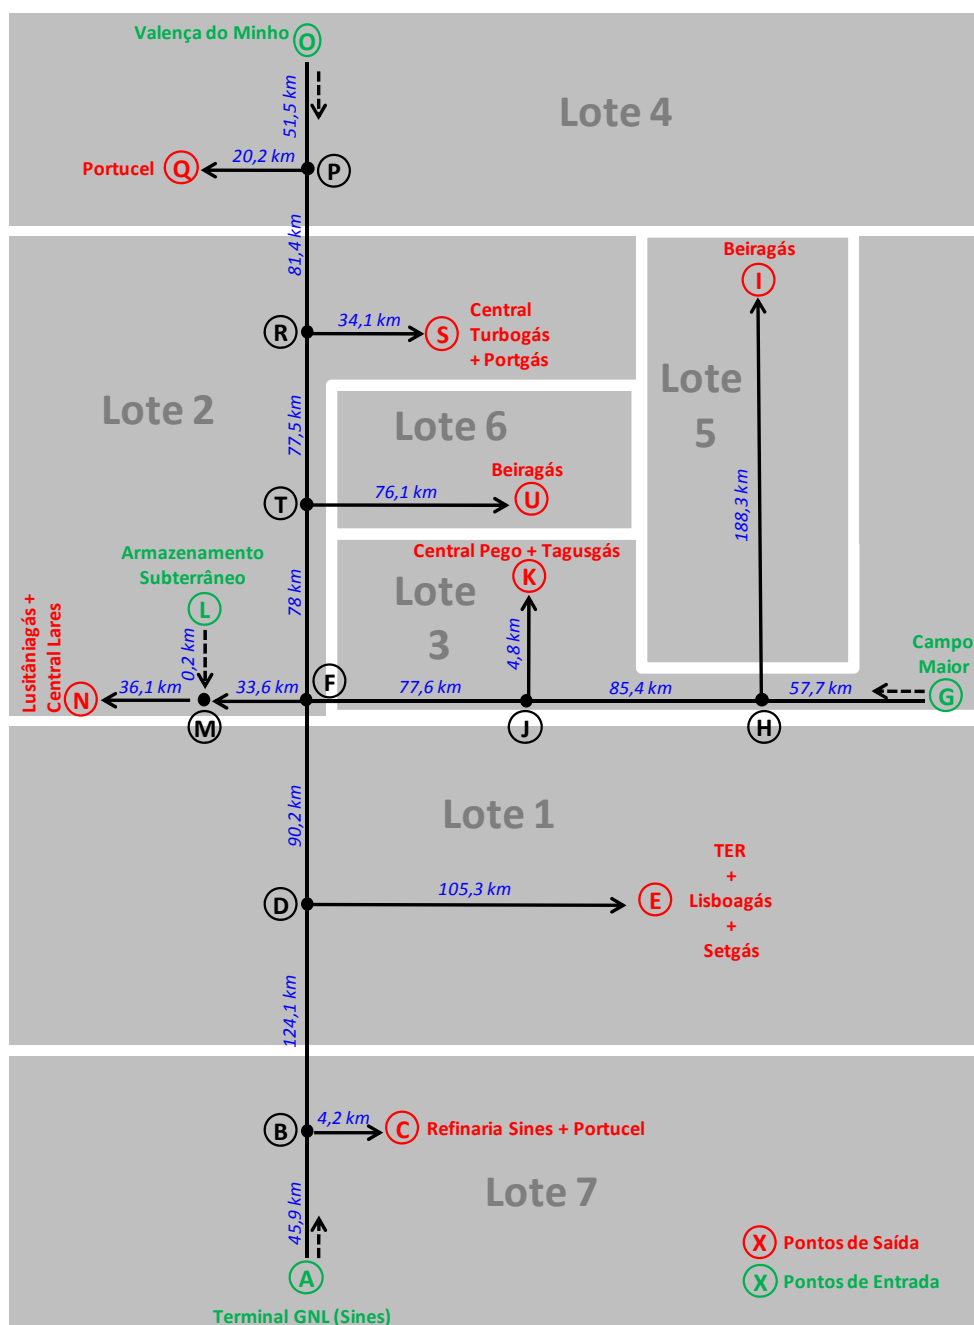 Valença do Minho
O
51,5 km
Lote 4
20,2 km
Portucel
Q
P
81,4 km
Beiragás
I
R
34,1 km
S
Central
Turbogás
+ Portgás
Lote
5
Lote 2
77,5 km
Lote 6
Beiragás
76,1 km
U
T
188,3 km
Armazenamento
Subterrâneo
L
0,2 km
78 km
Central Pego + Tagusgás
K
Lote
3
4,8 km
Campo
Maior
Lusitâniagás +
Central Lares
N
36,1 km
33,6 km
F
77,6 km
85,4 km
57,7 km
G
M
J
H
90,2 km
Lote 1
TER
+
Lisboagás
+
Setgás
105,3 km
E
D
124,1 km
4,2 km
B
C
Refinaria Sines + Portucel
Lote 7
45,9 km
A
Terminal GNL (Sines)
X Pontos de Saída
X Pontos de Entrada